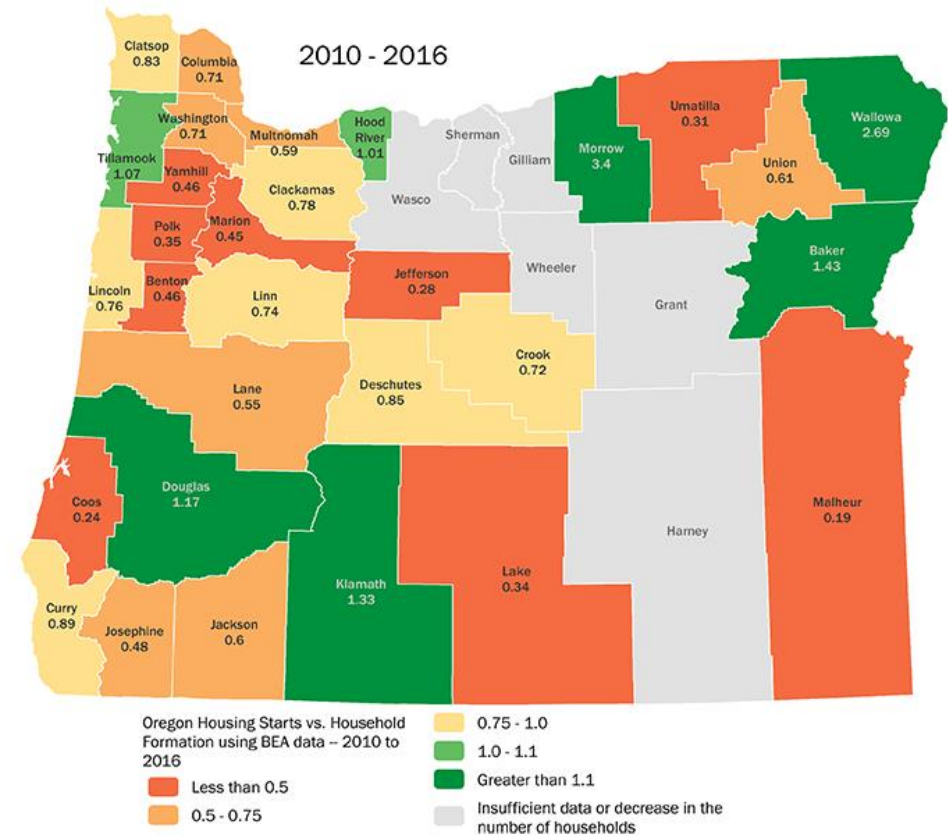 2010 - 2016
Clatsop
0.83
Columbia
0.71
Washington
0.71
Multnomah
0.59
Hood
River
1.01
Sherman
Gilliam
Morrow
3.4
Umatilla
0.31
Wallowa
2.69
Union
0.61
Tillamook
1.07
Yamhill
0.46
Clackamas
0.78
Wasco
Polk
0.35
Marion
0.45
Baker
1.43
Wheeler
Jefferson
0.28
Grant
Lincoln
0.76
Benton
0.46
Linn
0.74
Crook
0.72
Deschutes
0.85
Lane
0.55
Douglas
1.17
Coos
0.24
Malheur
0.19
Harney
Lake
0.34
Klamath
1.33
Curry
0.89
Josephine
0.48
Jackson
0.6
Oregon Housing Starts vs. Household
Formation using BEA data -- 2010 to
2016
Less than 0.5
0.5 - 0.75
0.75 - 1.0
1.0 - 1.1
Greater than 1.1
Insufficient data or decrease in the
number of households